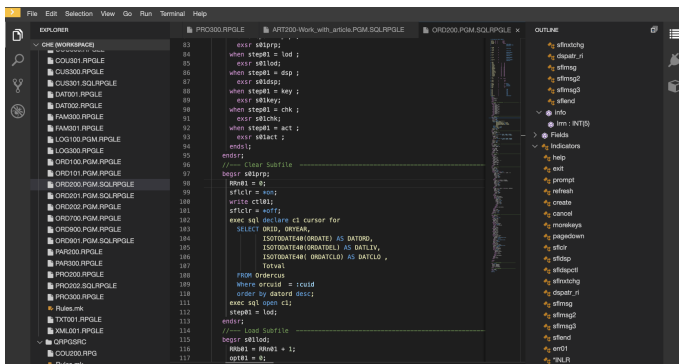 File Edit Selection View Go Run Terminal Help
EXPLORER
CHE (WORKSPACE)
COU301.RPGLE
CUS300.RPGLE
CUS301.SQLRPGLE
DAT001.RPGLE
DAT002.RPGLE
FAM300.RPGLE
FAM301.RPGLE
LOG100.PGM.RPGLE
LOG300.RPGLE
ORD100.PGM.RPGLE
ORD101.PGM.RPGLE
ORD200.PGM.SQLRPGLE
ORD201.PGM.SQLRPGLE
ORD202.PGM.RPGLE
ORD700.PGM.RPGLE
ORD900.PGM.RPGLE
ORD901.PGM.SQLRPGLE
PAR200.RPGLE
PAR300.RPGLE
PRO200.RPGLE
PRO202.SQLRPGLE
PRO300.RPGLE
Rules.mk
TXT001.RPGLE
XML001.RPGLE
QRPGSRC
COU200.RPG
Rules.mk
PRO300.RPGLE ART200-Work_with_article.PGM.SQLRPGLE ORD200.PGM.SQLRPGLE ×
83 exsr s01prp;
84 when step01 = lod ;
85 exsr s01lod;
86 when step01 = dsp ;
87 exsr s01dsp;
88 when step01 = key ;
89 exsr s01key;
90 when step01 = chk ;
91 exsr s01chk;
92 when step01 = act ;
93 exsr s01act ;
94 endsl;
95 endsr;
96 //--- Clear Subfile
97 begsr s01prp;
98 RRn01 = 0;
99 sflclr = *on;
100 write ctl01;
101 sflclr = *off;
102 exec sql declare c1 cursor for
103 SELECT ORID, ORYEAR,
104 ISOTODATE40(ORDATE) AS DATORD,
105 ISOTODATE40(ORDATDEL) AS DATLIV,
106 ISOTODATE40( ORDATCLO) AS DATCLO ,
107 Totval
108 FROM Ordercus
109 Where orcuid = :cuid
110 order by datord desc;
111 exec sql open c1;
112 step01 = lod;
113 endsr;
114 //--- Load Subfile
115 begsr s01lod;
116 RRb01 = RRn01 + 1;
117 opt01 = 0;
OUTLINE
sflnxtchg
dspatr_ri
sflmsg
sflmsg2
sflmsg3
sflend
info
lrrn : INT(5)
Fields
Indicators
help
exit
prompt
refresh
create
cancel
morekeys
pagedown
sflclr
sfldsp
sfldspctl
sflnxtchg
dspatr_ri
sflmsg
sflmsg2
sflmsg3
sflend
err01
*INLR